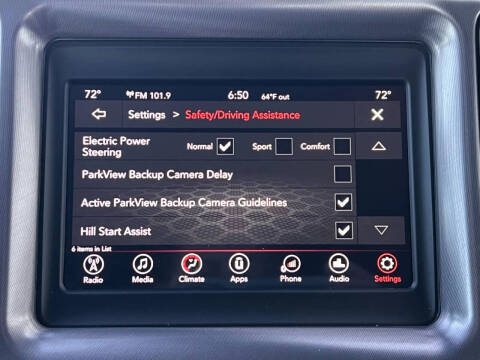 72° FM 101.9 6:50 64°F out 72°
Settings > Safety/Driving Assistance
Electric Power Steering Normal Sport Comfort
ParkView Backup Camera Delay
Active ParkView Backup Camera Guidelines
Hill Start Assist
6 items in List
Radio Media Climate Apps Phone Audio Settings